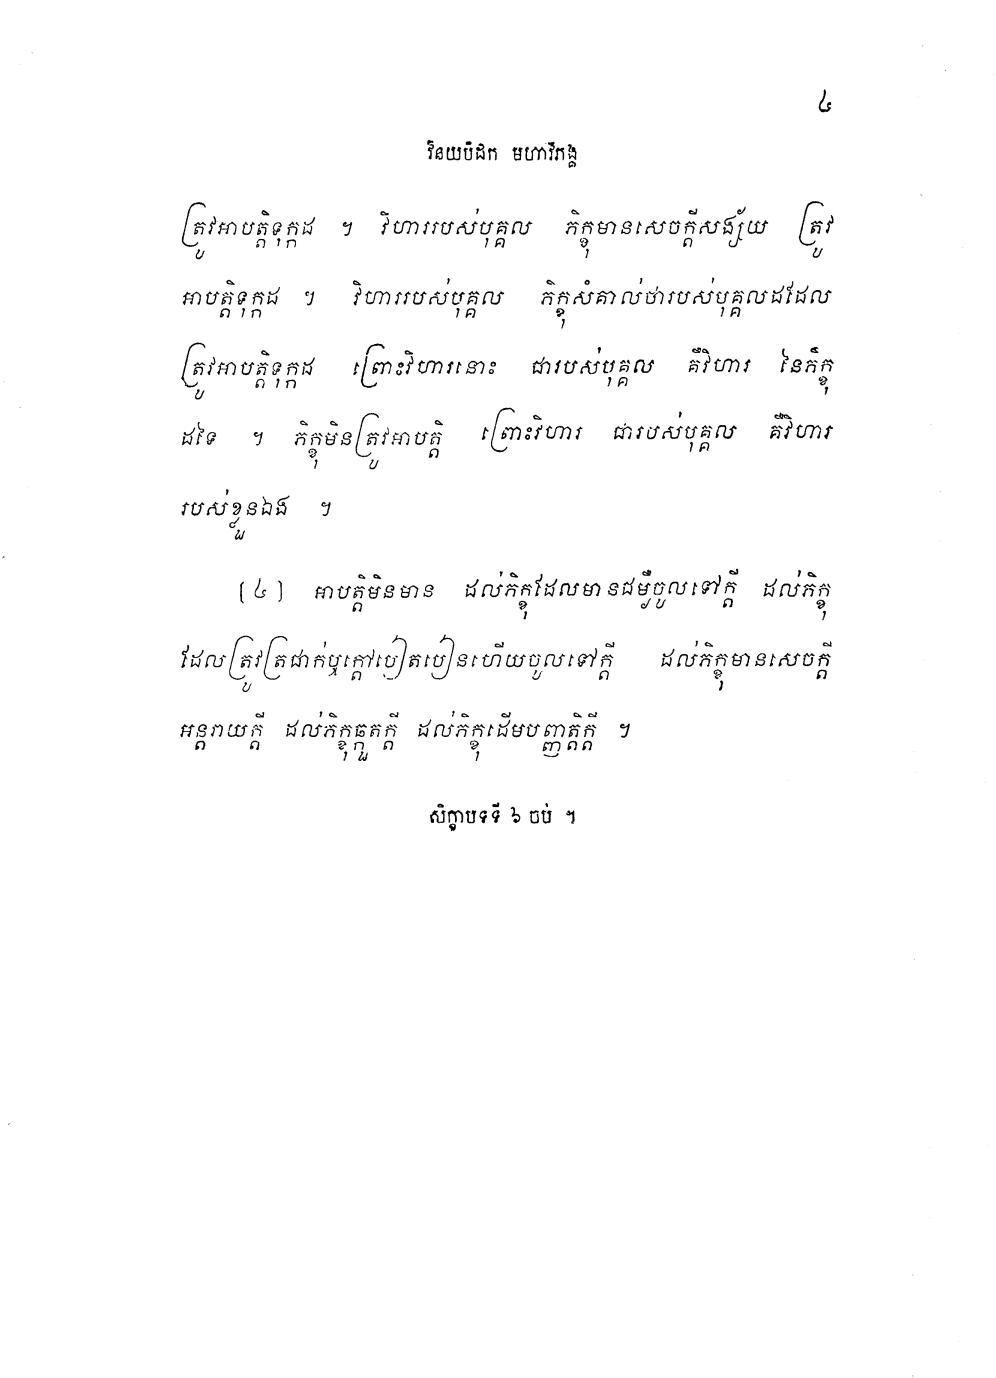 ៤
វិនយបិដក មហាវិភង្គ
ត្រូវអាបត្តិទុក្កដ ។ វិហាររបស់បុគ្គល ភិក្ខុមានសេចក្តីសង្ស័យ ត្រូវ
អាបត្តិទុក្កដ ។ វិហាររបស់បុគ្គល ភិក្ខុសំគាល់ថារបស់បុគ្គលដដែល
ត្រូវអាបត្តិទុក្កដ ព្រោះវិហារនោះ ជារបស់បុគ្គល គឺវិហារ នៃភិក្ខុ
ដទៃ ។ ភិក្ខុមិនត្រូវអាបត្តិ ព្រោះវិហារ ជារបស់បុគ្គល គឺវិហារ
របស់ខ្លួនឯង ។
(៤) អាបត្តិមិនមាន ដល់ភិក្ខុដែលមានជម្ងឺចូលទៅក្តី ដល់ភិក្ខុ
ដែលត្រូវត្រជាក់ឬក្តៅបៀតបៀនហើយចូលទៅក្តី ដល់ភិក្ខុមានសេចក្តី
អន្តរាយក្តី ដល់ភិក្ខុឆ្កួតក្តី ដល់ភិក្ខុដើមបញ្ញត្តិក្តី ។
សិក្ខាបទទី ៦ ចប់ ។